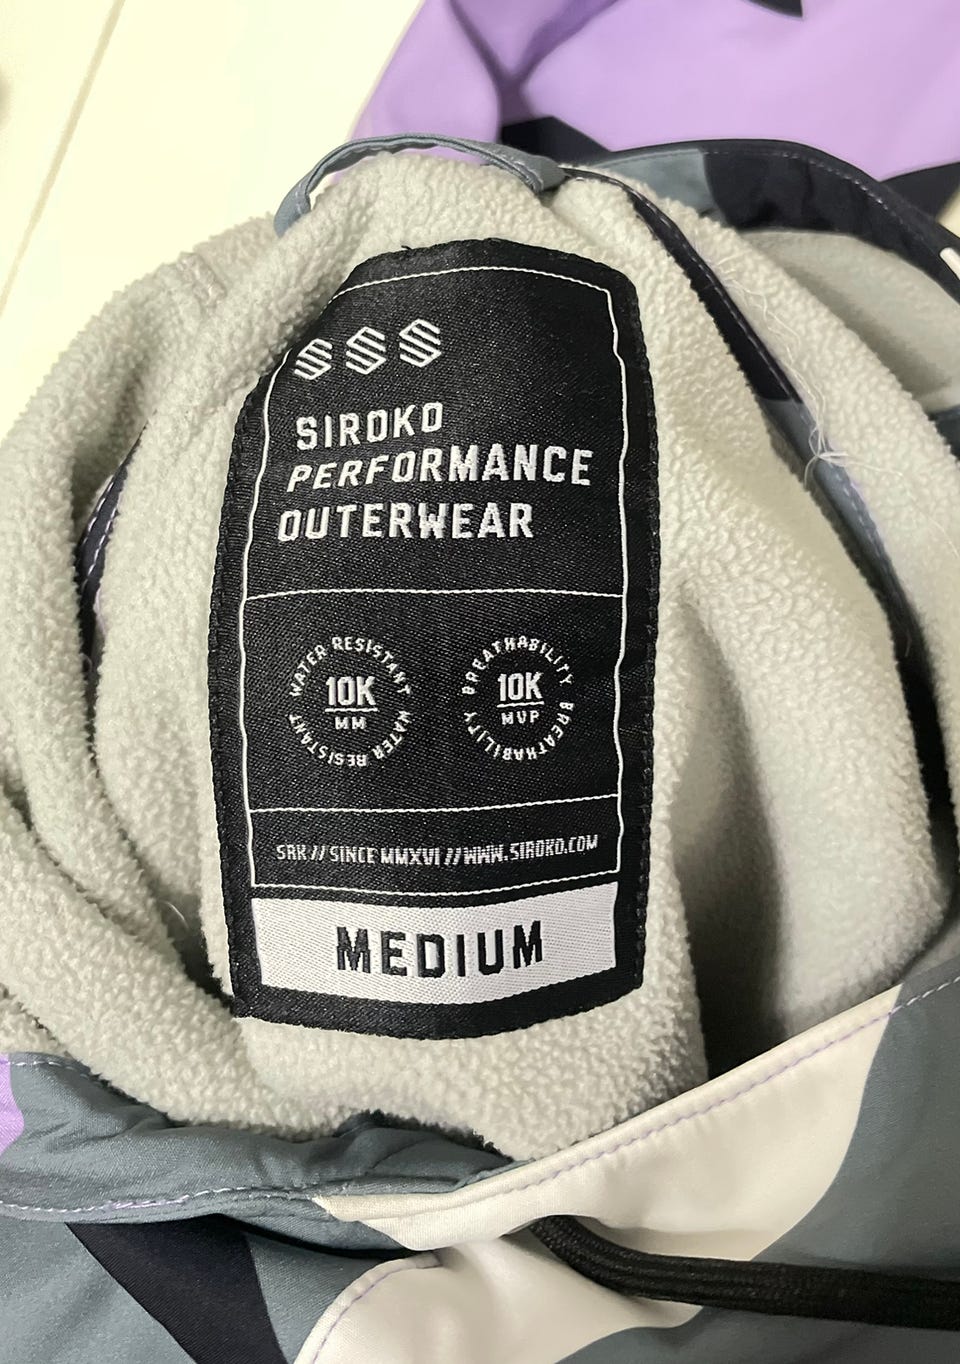 SSS
SIROKO
PERFORMANCE
OUTERWEAR
WATER RESISTANT WATER RESISTANT
10K
MM
BREATHABILITY BREATHABILITY
10K
MVP
SRK // SINCE MMXVI // WWW.SIROKO.COM
MEDIUM